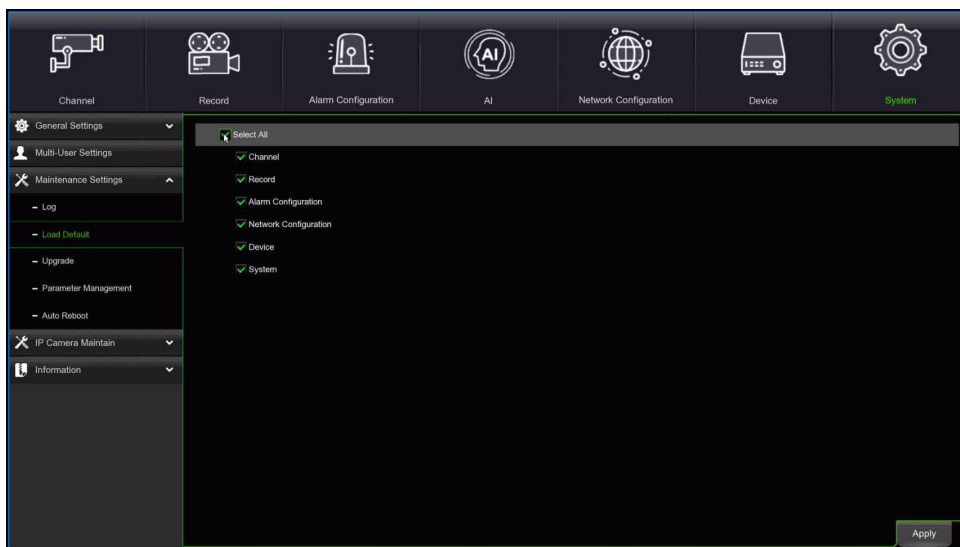 Channel
Record
Alarm Configuration
AI
AI
Network Configuration
Device
System
General Settings
Multi-User Settings
Maintenance Settings
– Log
– Load Default
– Upgrade
– Parameter Management
– Auto Reboot
IP Camera Maintain
Information
Select All
Channel
Record
Alarm Configuration
Network Configuration
Device
System
Apply